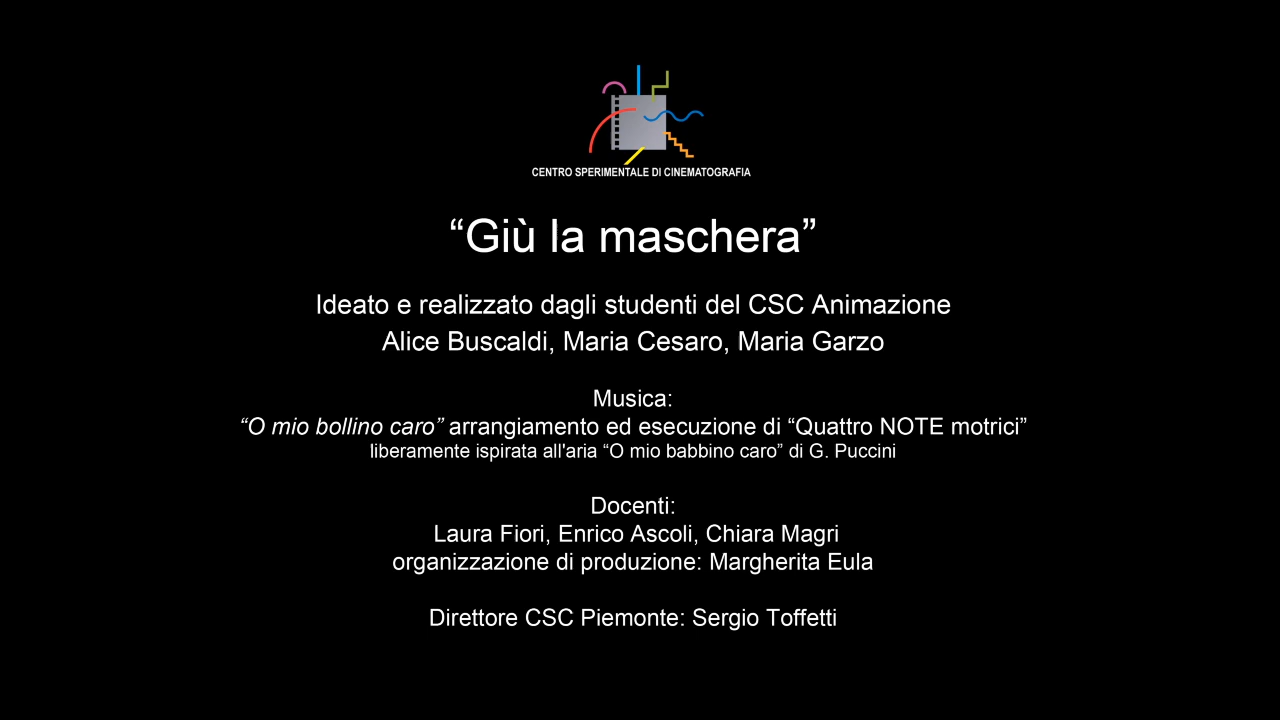 CENTRO SPERIMENTALE DI CINEMATOGRAFIA
“Giù la maschera”
Ideato e realizzato dagli studenti del CSC Animazione
Alice Buscaldi, Maria Cesaro, Maria Garzo
Musica:
“O mio bollino caro” arrangiamento ed esecuzione di “Quattro NOTE motrici”
liberamente ispirata all'aria “O mio babbino caro” di G. Puccini
Docenti:
Laura Fiori, Enrico Ascoli, Chiara Magri
organizzazione di produzione: Margherita Eula
Direttore CSC Piemonte: Sergio Toffetti